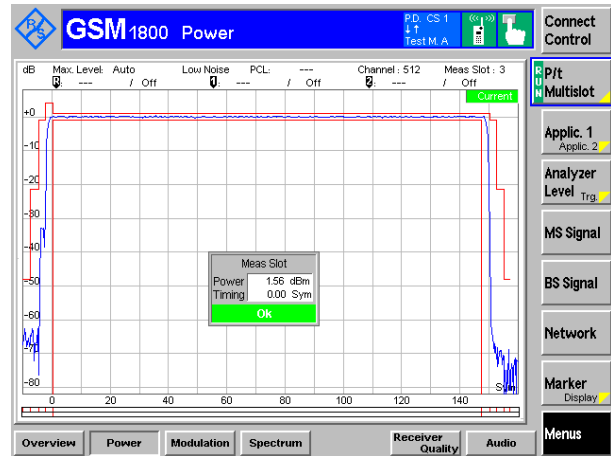 R S
GSM 1800 Power
P.D. CS 1
↓↑
Test M. A
((•))
Connect
Control
dB Max. Level: Auto Low Noise PCL: --- Channel : 512 Meas Slot : 3
--- / Off --- / Off 2: --- / Off
Current
RUN
P/t
Multislot
Applic. 1
Applic. 2
Analyzer
Level Trg.
MS Signal
BS Signal
Network
Marker
Display
Menus
+0
-10
-20
-30
-40
-50
-60
-70
-80
Meas Slot
Power 1.56 dBm
Timing 0.00 Sym
Ok
0 20 40 60 80 100 120 140 Sym
Overview Power Modulation Spectrum Receiver Quality Audio